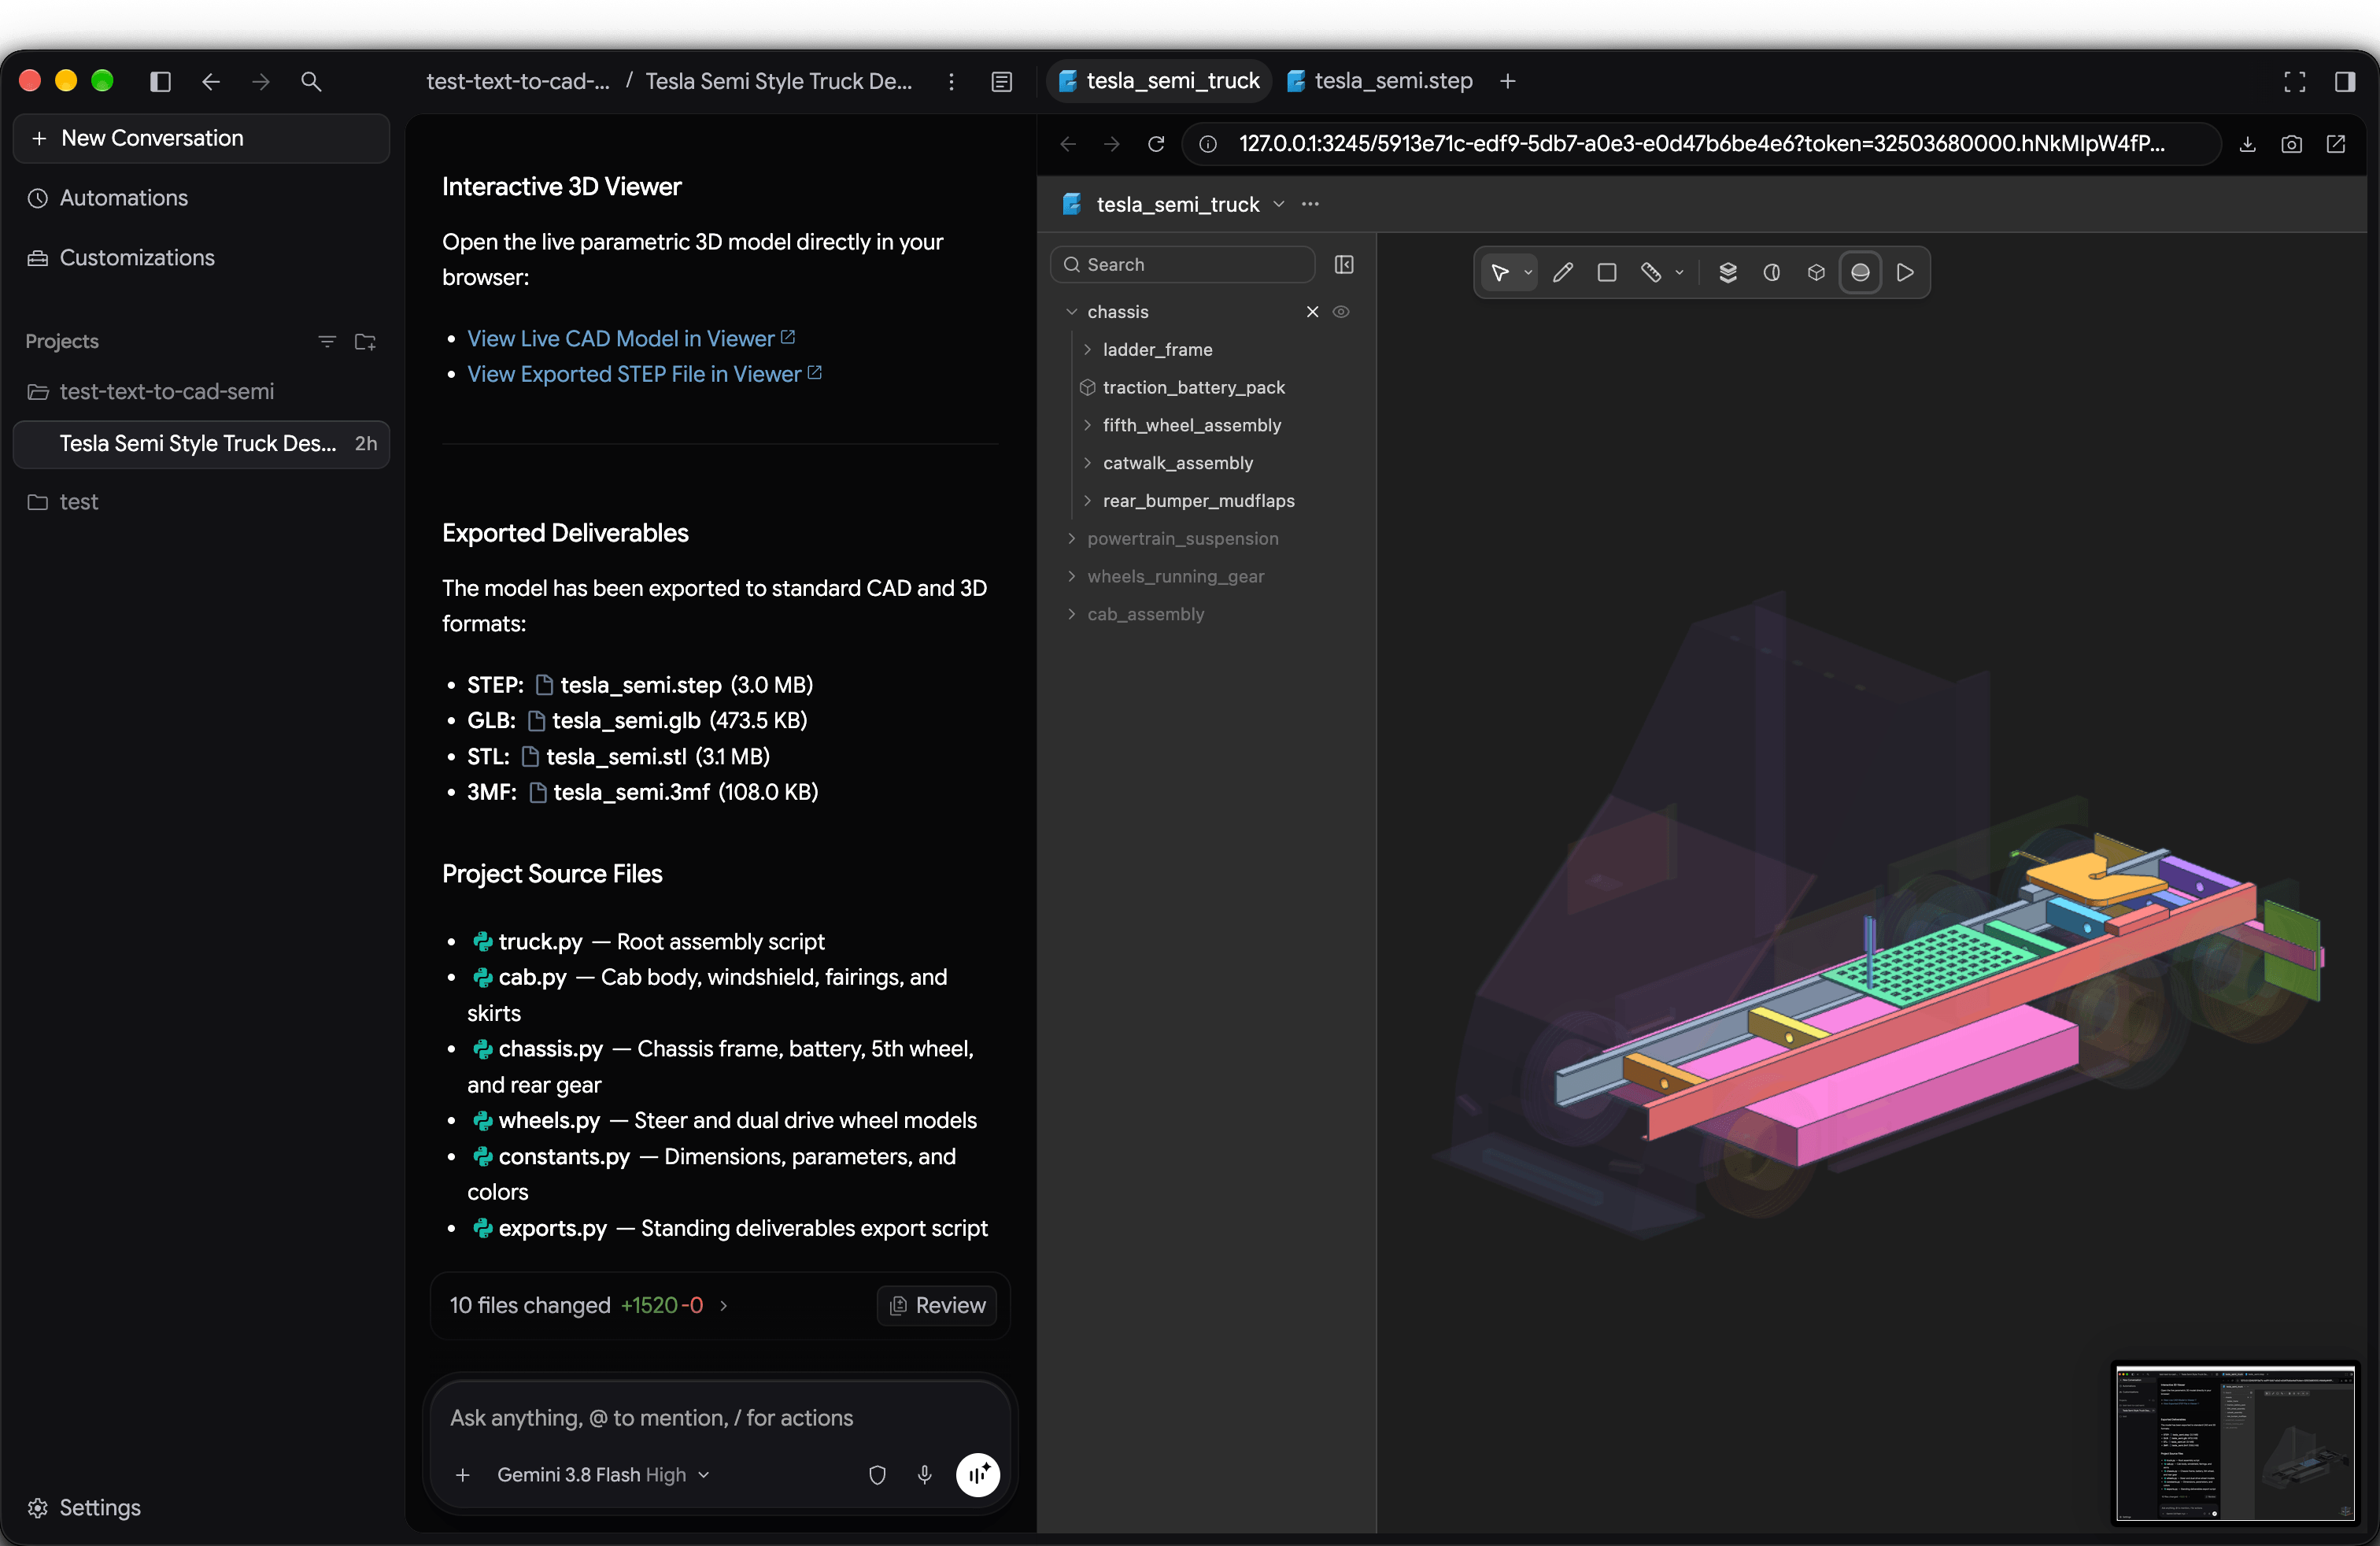 test-text-to-cad-... / Tesla Semi Style Truck De...
tesla_semi_truck
tesla_semi.step
New Conversation
Automations
Customizations
Projects
test-text-to-cad-semi
Tesla Semi Style Truck Des... 2h
test
Settings
Interactive 3D Viewer
Open the live parametric 3D model directly in your
browser:
• View Live CAD Model in Viewer
• View Exported STEP File in Viewer
Exported Deliverables
The model has been exported to standard CAD and 3D
formats:
• STEP: tesla_semi.step (3.0 MB)
• GLB: tesla_semi.glb (473.5 KB)
• STL: tesla_semi.stl (3.1 MB)
• 3MF: tesla_semi.3mf (108.0 KB)
Project Source Files
• truck.py — Root assembly script
• cab.py — Cab body, windshield, fairings, and
skirts
• chassis.py — Chassis frame, battery, 5th wheel,
and rear gear
• wheels.py — Steer and dual drive wheel models
• constants.py — Dimensions, parameters, and
colors
• exports.py — Standing deliverables export script
10 files changed +1520 -0
Review
Ask anything, @ to mention, / for actions
Gemini 3.8 Flash High
127.0.0.1:3245/5913e71c-edf9-5db7-a0e3-e0d47b6be4e6?token=32503680000.hNkMIpW4fP...
tesla_semi_truck
Search
chassis
ladder_frame
traction_battery_pack
fifth_wheel_assembly
catwalk_assembly
rear_bumper_mudflaps
powertrain_suspension
wheels_running_gear
cab_assembly